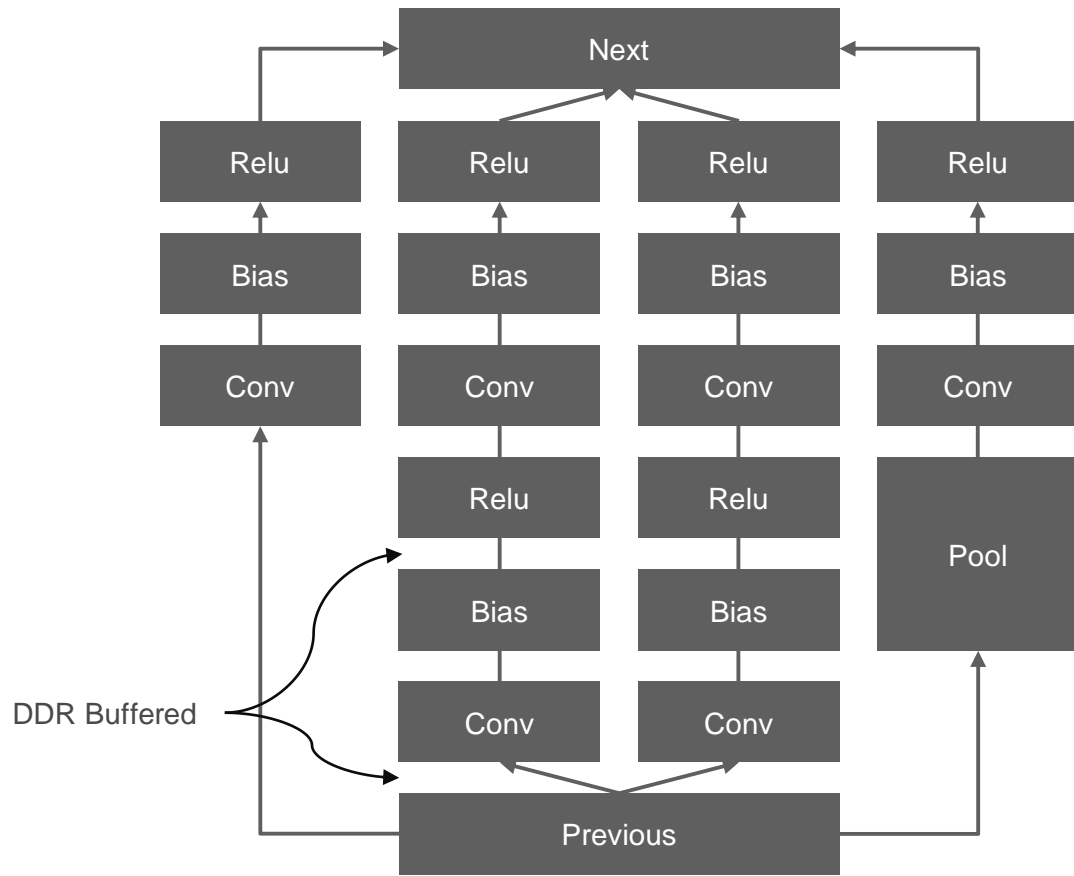 Next
Relu
Relu
Relu
Relu
Bias
Bias
Bias
Bias
Conv
Conv
Conv
Conv
Relu
Relu
Pool
Bias
Bias
DDR Buffered
Conv
Conv
Previous